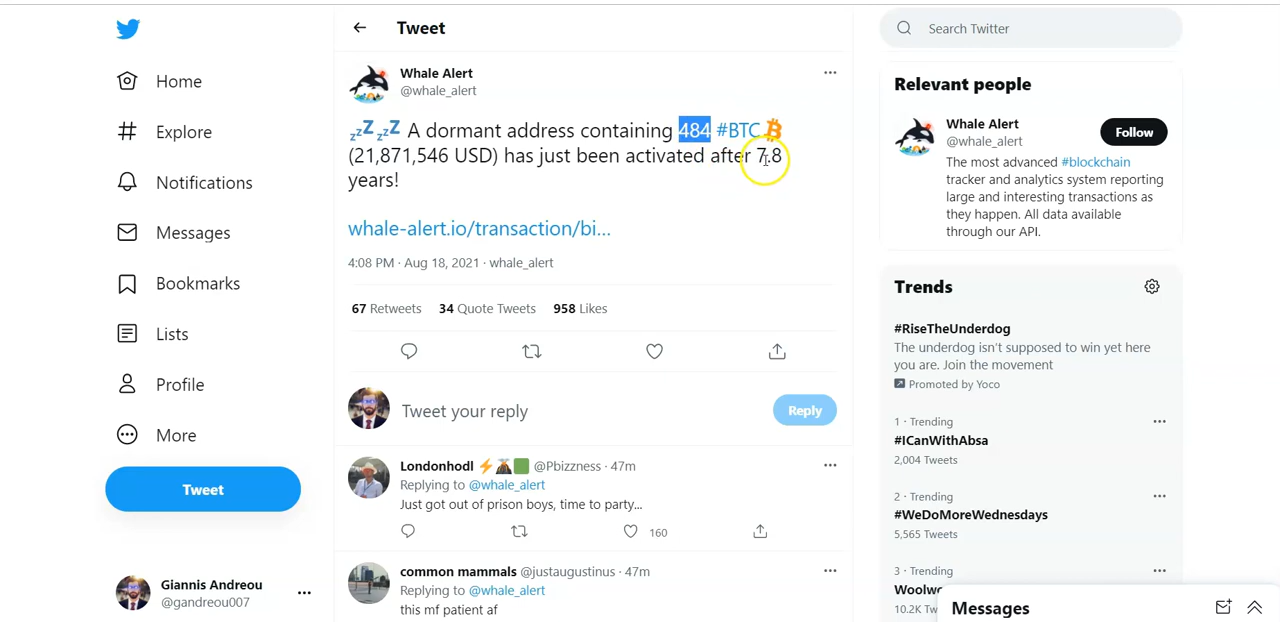 Home
Explore
Notifications
Messages
Bookmarks
Lists
Profile
More
Tweet
Giannis Andreou
@gandreou007
Tweet
Whale Alert
@whale_alert
💤💤 A dormant address containing 484 #BTC
(21,871,546 USD) has just been activated after 7.8
years!
whale-alert.io/transaction/bi...
4:08 PM · Aug 18, 2021 · whale_alert
67 Retweets 34 Quote Tweets 958 Likes
Tweet your reply
Reply
Londonhodl ⚡🌋🟩 @Pbizzness · 47m
Replying to @whale_alert
Just got out of prison boys, time to party...
160
common mammals @justaugustinus · 47m
Replying to @whale_alert
this mf patient af
Search Twitter
Relevant people
Whale Alert
@whale_alert
Follow
The most advanced #blockchain
tracker and analytics system reporting
large and interesting transactions as
they happen. All data available
through our API.
Trends
#RiseTheUnderdog
The underdog isn't supposed to win yet here
you are. Join the movement
Promoted by Yoco
1 · Trending
#ICanWithAbsa
2,004 Tweets
2 · Trending
#WeDoMoreWednesdays
5,565 Tweets
3 · Trending
Woolw
10.2K Tw
Messages